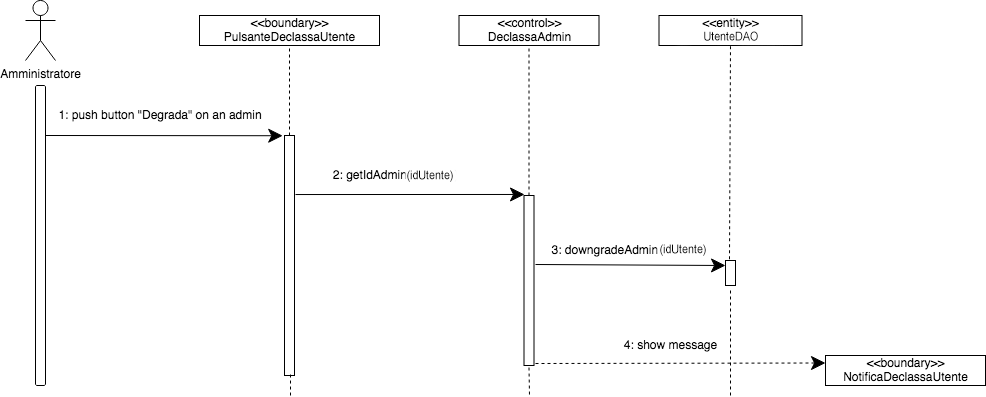 <<boundary>>
PulsanteDeclassaUtente
<<control>>
DeclassaAdmin
<<entity>>
UtenteDAO
Amministratore
1: push button "Degrada" on an admin
2: getIdAdmin(idUtente)
3: downgradeAdmin(idUtente)
4: show message
<<boundary>>
NotificaDeclassaUtente